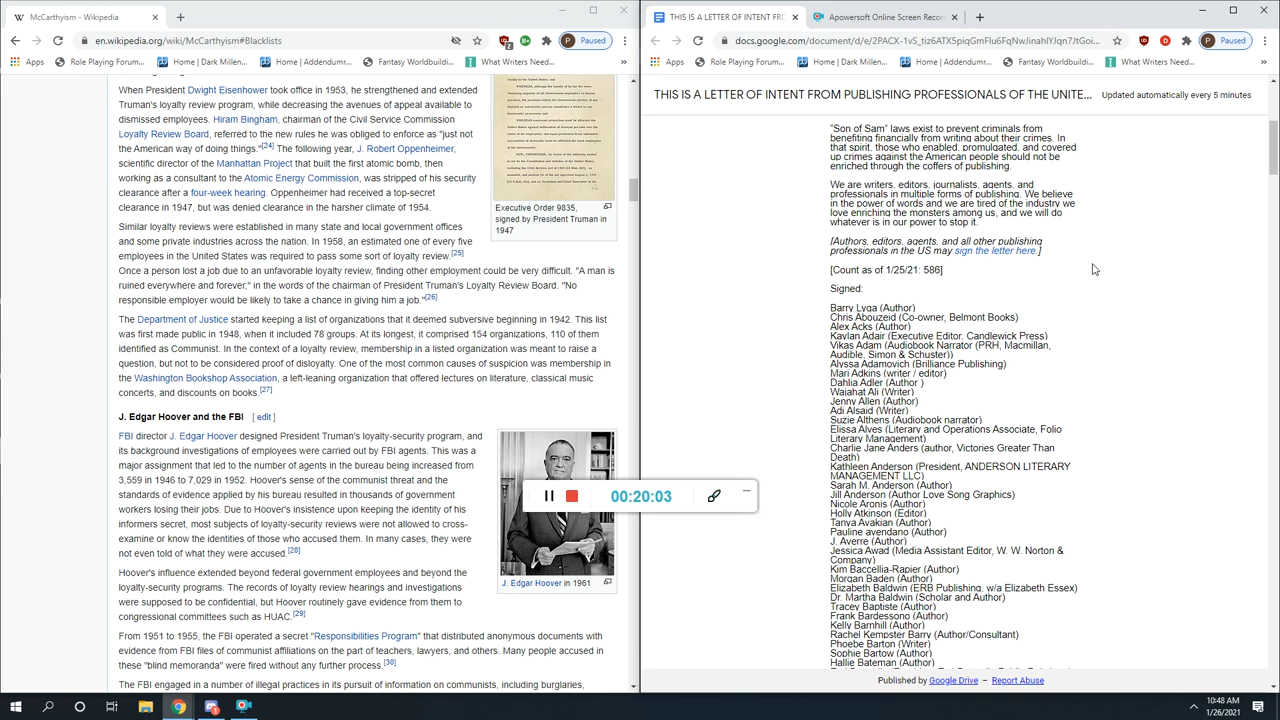 McCarthyism - Wikipedia
en.wikipedia.org/wiki/McCarthyism#Blacklists
Paused
Apps
Role Playing Forum...
Home | Dark Millen...
Home | Addendumr...
Fantasy Worldbuildi...
What Writers Need...
When President Dwight Eisenhower took office in 1953, he strengthened and extended
Truman's loyalty review program, while decreasing the avenues of appeal available to
dismissed employees. Hiram Bingham, chairman of the Civil Service Commission
Loyalty Review Board, referred
was obliged to enforce as "just not
the American way of doing things."[24] The following year, J. Robert Oppenheimer,
scientific director of the Manhattan Project that built the first atomic bomb, then
working as a consultant to the Atomic Energy Commission, was stripped of his security
clearance after a four-week hearing. Oppenheimer had received a top-secret
clearance in 1947, but was denied clearance in the harsher climate of 1954.
Executive Order 9835,
signed by President Truman in
1947
Similar loyalty reviews were established in many state and local government offices
and some private industries across the nation. In 1958, an estimated one of every five
employees in the United States was required to pass some sort of loyalty review.[25]
Once a person lost a job due to an unfavorable loyalty review, finding other employment could be very difficult. "A man is
ruined everywhere and forever," in the words of the chairman of President Truman's Loyalty Review Board. "No
responsible employer would be likely to take a chance in giving him a job."[26]
The Department of Justice started keeping a list of organizations that it deemed subversive beginning in 1942. This list
was first made public in 1948, when it included 78 groups. At its longest, it comprised 154 organizations, 110 of them
identified as Communist. In the context of a loyalty review, membership in a listed organization was meant to raise a
question, but not to be considered proof of disloyalty. One of the most common causes of suspicion was membership in
the Washington Bookshop Association, a left-leaning organization that offered lectures on literature, classical music
concerts, and discounts on books.[27]
J. Edgar Hoover and the FBI [ edit ]
FBI director J. Edgar Hoover designed President Truman's loyalty-security program, and
its background investigations of employees were carried out by FBI agents. This was a
major assignment that led to the number of agents in the bureau being increased from
3,559 in 1946 to 7,029 in 1952. Hoover's sense of the communist threat and the
standards of evidence applied by his bureau resulted in thousands of government
workers losing their jobs. Due to Hoover's insistence upon keeping the identity of his
informers secret, most subjects of loyalty-security reviews were not allowed to cross-
examine or know the identities of those who accused them. In many cases, they were
not even told of what they were accused.[28]
J. Edgar Hoover in 1961
Hoover's influence extended beyond federal government employees and beyond the
loyalty-security programs. The records of loyalty review hearings and investigations
were supposed to be confidential, but Hoover routinely gave evidence from them to
congressional committees such as HUAC.[29]
From 1951 to 1955, the FBI operated a secret "Responsibilities Program" that distributed anonymous documents with
evidence from FBI files of communist affiliations on the part of teachers, lawyers, and others. Many people accused in
these "blind memoranda" were fired without any further process.[30]
The FBI engaged in a number of illegal practices in its pursuit of information on communists, including burglaries,
00:20:03
THIS IS A LETTER OF INTENT FR
Apowersoft Online Screen Reco
docs.google.com/document/d/e/2PACX-1vS_tiz6ATX5piqGmFlu6FqNwJnsahIYJqn7JtGoi...
Paused
Apps
Role Playing Forum...
Home | Dark Millen...
Home | Addendumr...
Fantasy Worldbuildi...
What Writers Need...
THIS IS A LETTER OF INTENT FROM PUBLISHING PROFESSIONALS OF THE UNITE...
Updated automatically every 5 minutes
"Son of Sam" laws exist to prevent criminals from
benefiting financially from writing about their crimes. In
that spirit, those who enabled, promulgated, and covered
up crimes against the American people should not be
enriched through the coffers of publishing.
We are writers, editors, journalists, agents, and
professionals in multiple forms of publishing. We believe
in the power of words and we are tired of the industry we
love enriching the monsters among us, and we will do
whatever is in our power to stop it.
[Authors, editors, agents, and all other publishing
professionals in the US may sign the letter here.]
[Count as of 1/25/21: 586]
Signed:
Barry Lyga (Author)
Chris Abouzeid (Co-owner, Belmont Books)
Alex Acks (Author)
Kaylan Adair (Executive Editor, Candlewick Press)
Vikas Adam (Audiobook Narrator (PRH, Macmillan,
Audible, Simon & Schuster))
Alyssa Adamovich (Brilliance Publishing)
Mari Adkins (writer / editor)
Dahlia Adler (Author )
Wajahat Ali (Writer)
Jenny Allen (Author)
Adi Alsaid (Writer)
Suzie Althens (Audiobook narrator)
Elissa Alves (Literary and Operations Associate, Folio
Literary Management)
Charlie Jane Anders (author, Victories Greater Than
Death)
Kathleen Anderson (President, ANDERSON LITERARY
MANAGEMENT LLC)
Sarah M. Anderson (Author)
Jill Anderson (Author Love Song Graphics)
Nicole Aronis (Author)
Holly Atkinson (Editor)
Tanya Avakian (Author)
Pauline avendano (Author)
J. Averre (Author)
Jessica Awad (Media Assistant Editor, W. W. Norton &
Company)
Kim Baccellia-Rapier (Author)
Morgan Baden (Author)
Elizabeth Baldwin (ERB Publishing, w/a Elizabeth Essex)
Dr. Martha Baldwin (Scholar and Author)
Tracey Baptiste (Author)
Frank Bardessono (Author)
Kelly Barnhill (Author)
Rachel Kempster Barry (Author/Consultant)
Phoebe Barton (Writer)
Sophie Bartow (Author)
Hallie Bateman (Author)
Published by Google Drive – Report Abuse
10:48 AM
1/26/2021